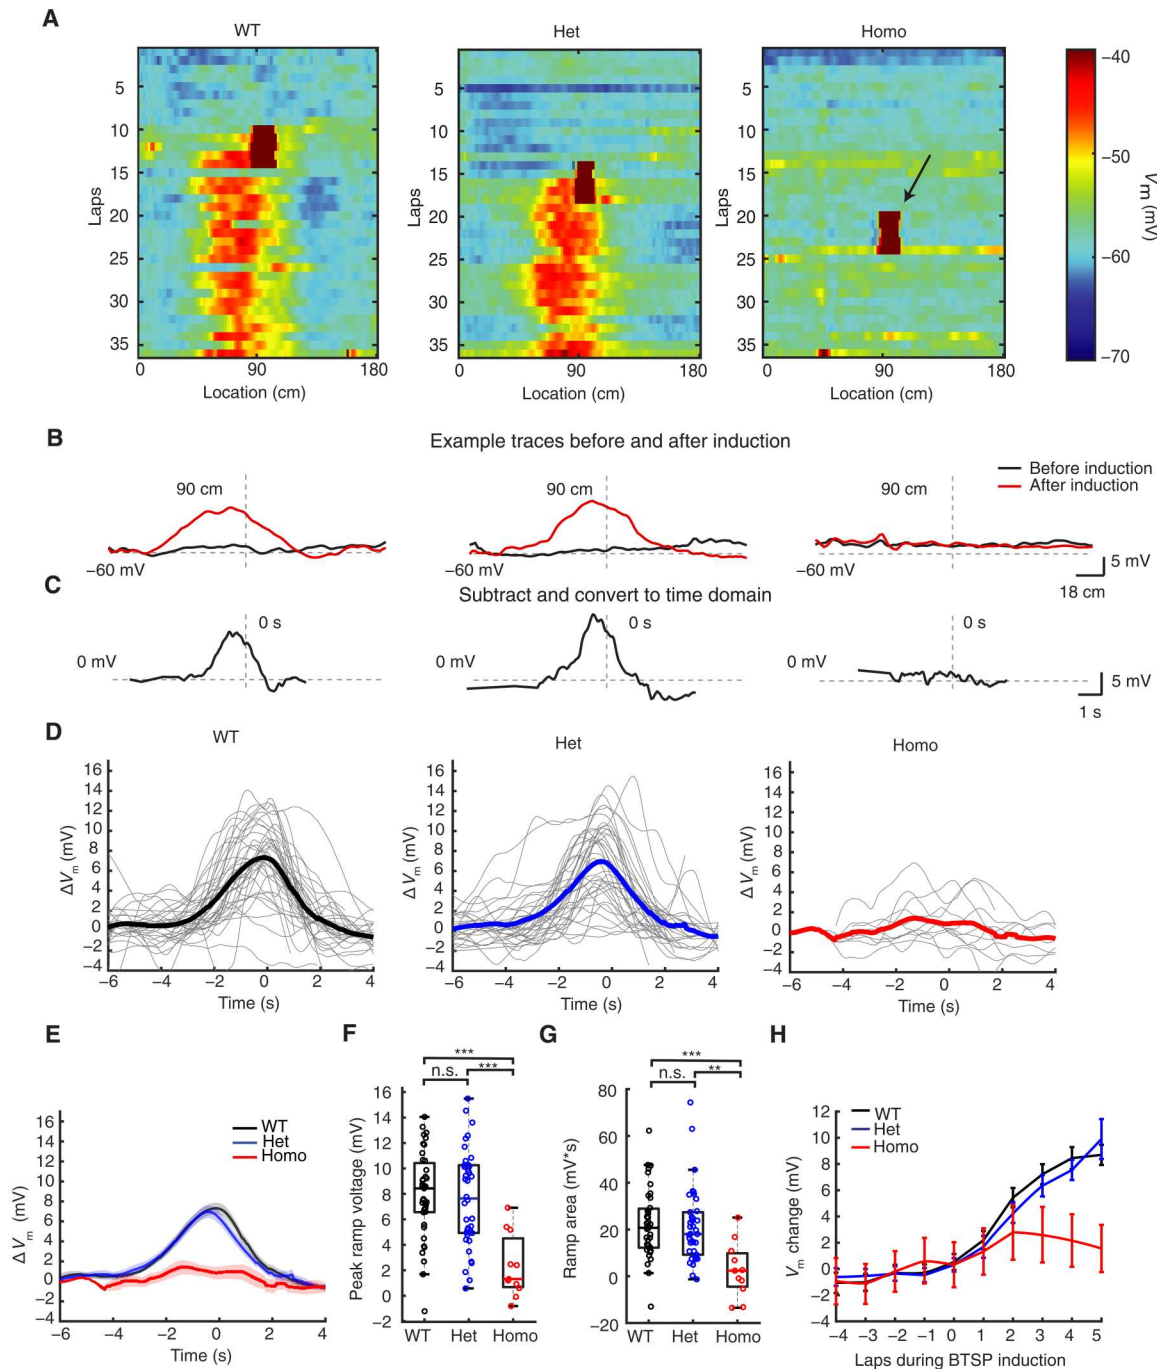 A
WT
Het
Homo
5
10
15
20
25
30
35
Laps
0
90
180
Location (cm)
5
10
15
20
25
30
35
Laps
0
90
180
Location (cm)
5
10
15
20
25
30
35
Laps
0
90
180
Location (cm)
−40
−50
−60
−70
Vm (mV)
B
Example traces before and after induction
Before induction
After induction
90 cm
90 cm
90 cm
−60 mV
−60 mV
−60 mV
5 mV
18 cm
C
Subtract and convert to time domain
0 s
0 s
0 s
0 mV
0 mV
0 mV
5 mV
1 s
D
WT
Het
Homo
16
14
12
10
8
6
4
2
0
−2
−4
ΔVm (mV)
−6
−4
−2
0
2
4
Time (s)
16
14
12
10
8
6
4
2
0
−2
−4
ΔVm (mV)
−6
−4
−2
0
2
4
Time (s)
16
14
12
10
8
6
4
2
0
−2
−4
ΔVm (mV)
−6
−4
−2
0
2
4
Time (s)
E
WT
Het
Homo
16
14
12
10
8
6
4
2
0
−2
−4
ΔVm (mV)
−6
−4
−2
0
2
4
Time (s)
F
***
n.s.
***
16
14
12
10
8
6
4
2
0
−2
Peak ramp voltage (mV)
WT
Het
Homo
G
***
n.s.
**
80
60
40
20
0
−20
Ramp area (mV*s)
WT
Het
Homo
H
WT
Het
Homo
12
10
8
6
4
2
0
−2
−4
Vm change (mV)
−4
−3
−2
−1
0
1
2
3
4
5
Laps during BTSP induction